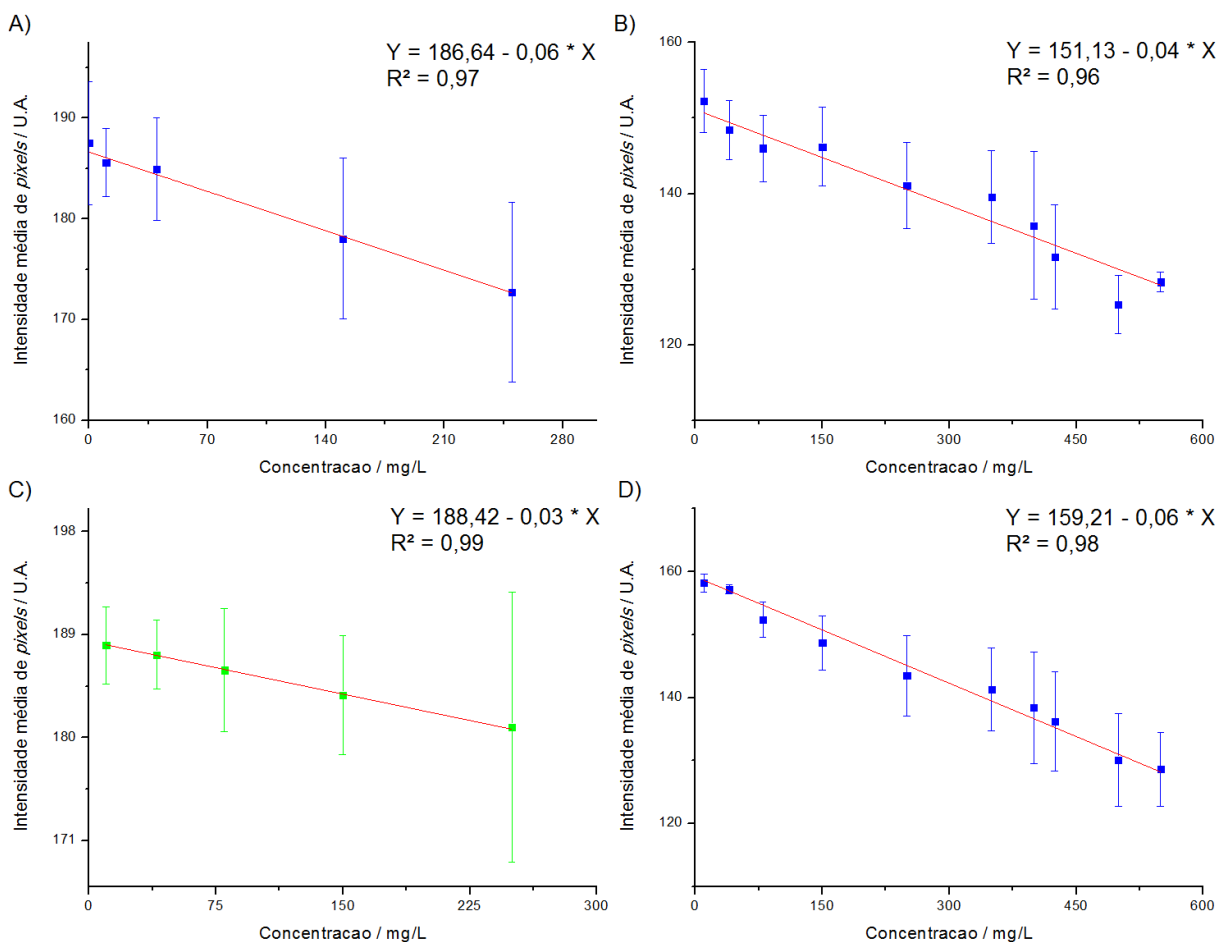 A)
Y = 186,64 – 0,06 * X
R² = 0,97
190
180
170
160
Intensidade média de pixels / U.A.
0 70 140 210 280
Concentracao / mg/L
B)
Y = 151,13 - 0,04 * X
R² = 0,96
160
140
120
Intensidade média de pixels / U.A.
0 150 300 450 600
Concentracao / mg/L
C)
Y = 188,42 - 0,03 * X
R² = 0,99
198
189
180
171
Intensidade média de pixels / U.A.
0 75 150 225 300
Concentracao / mg/L
D)
Y = 159,21 - 0,06 * X
R² = 0,98
160
140
120
Intensidade média de pixels / U.A.
0 150 300 450 600
Concentracao / mg/L